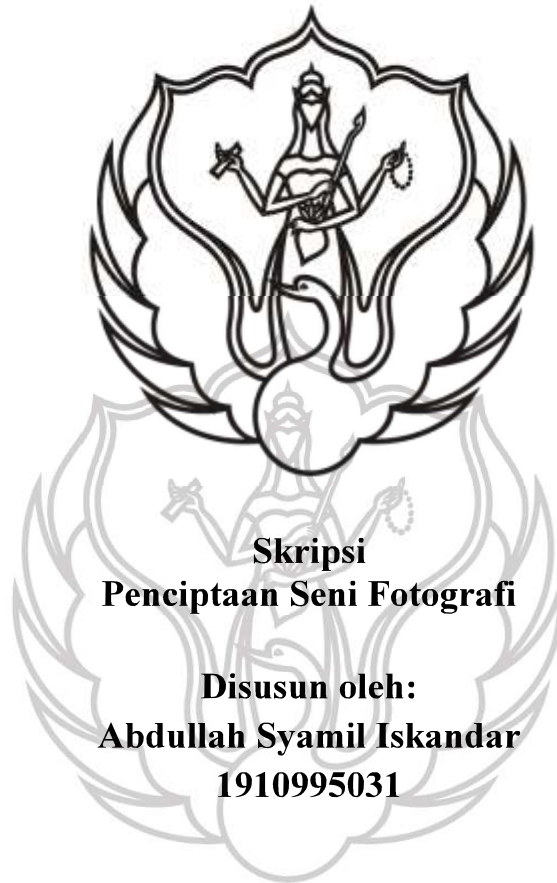 Skripsi
Penciptaan Seni Fotografi
Disusun oleh:
Abdullah Syamil Iskandar
1910995031